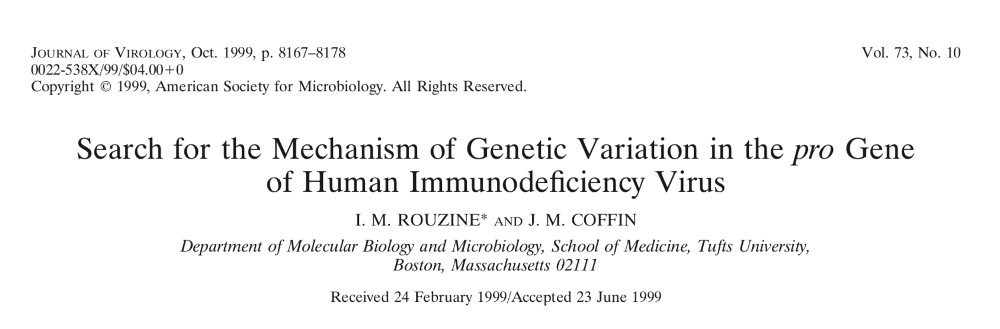 JOURNAL OF VIROLOGY, Oct. 1999, p. 8167–8178
Vol. 73, No. 10
0022-538X/99/$04.00+0
Copyright © 1999, American Society for Microbiology. All Rights Reserved.
Search for the Mechanism of Genetic Variation in the pro Gene
of Human Immunodeficiency Virus
I. M. ROUZINE* AND J. M. COFFIN
Department of Molecular Biology and Microbiology, School of Medicine, Tufts University,
Boston, Massachusetts 02111
Received 24 February 1999/Accepted 23 June 1999